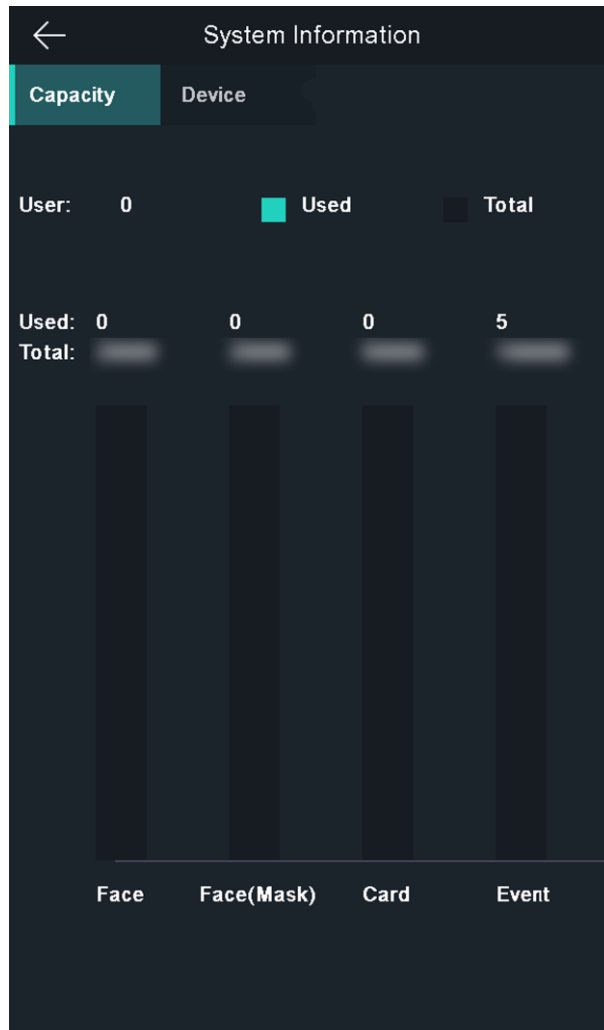 System Information
Capacity Device
User: 0 Used Total
Used: 0 0 0 5
Total:
Face Face(Mask) Card Event